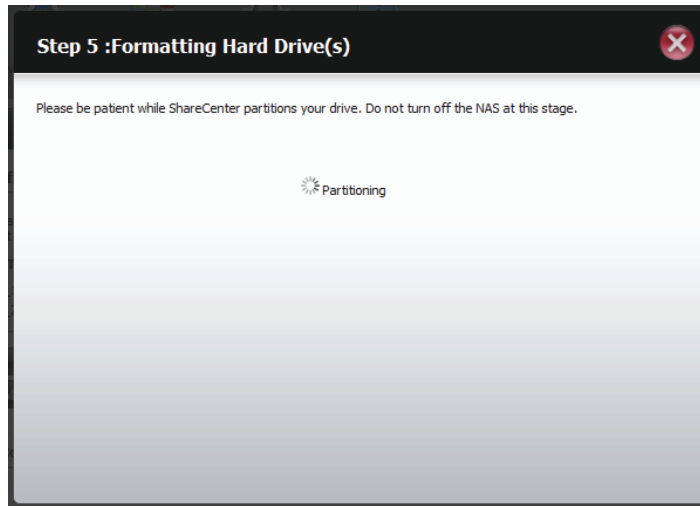 Step 5 :Formatting Hard Drive(s)
Please be patient while ShareCenter partitions your drive. Do not turn off the NAS at this stage.
Partitioning